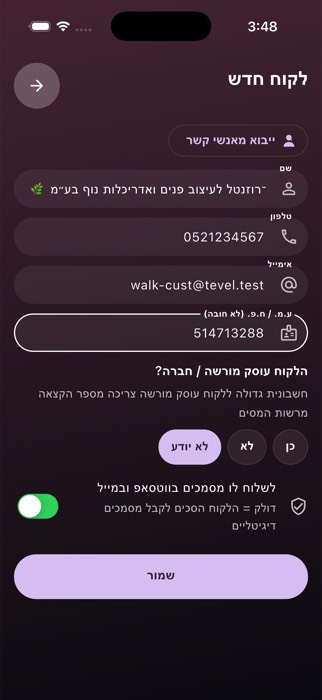 3:48
לקוח חדש
ייבוא מאנשי קשר
שם
־רוזנטל לעיצוב פנים ואדריכלות נוף בע״מ 🌿
טלפון
0521234567
אימייל
walk-cust@tevel.test
ע.מ. / ח.פ. (לא חובה)
514713288
הלקוח עוסק מורשה / חברה?
חשבונית גדולה ללקוח עוסק מורשה צריכה מספר הקצאה
מרשות המסים
כן
לא
לא יודע
לשלוח לו מסמכים בווטסאפ ובמייל
דולק = הלקוח הסכים לקבל מסמכים
דיגיטליים
שמור